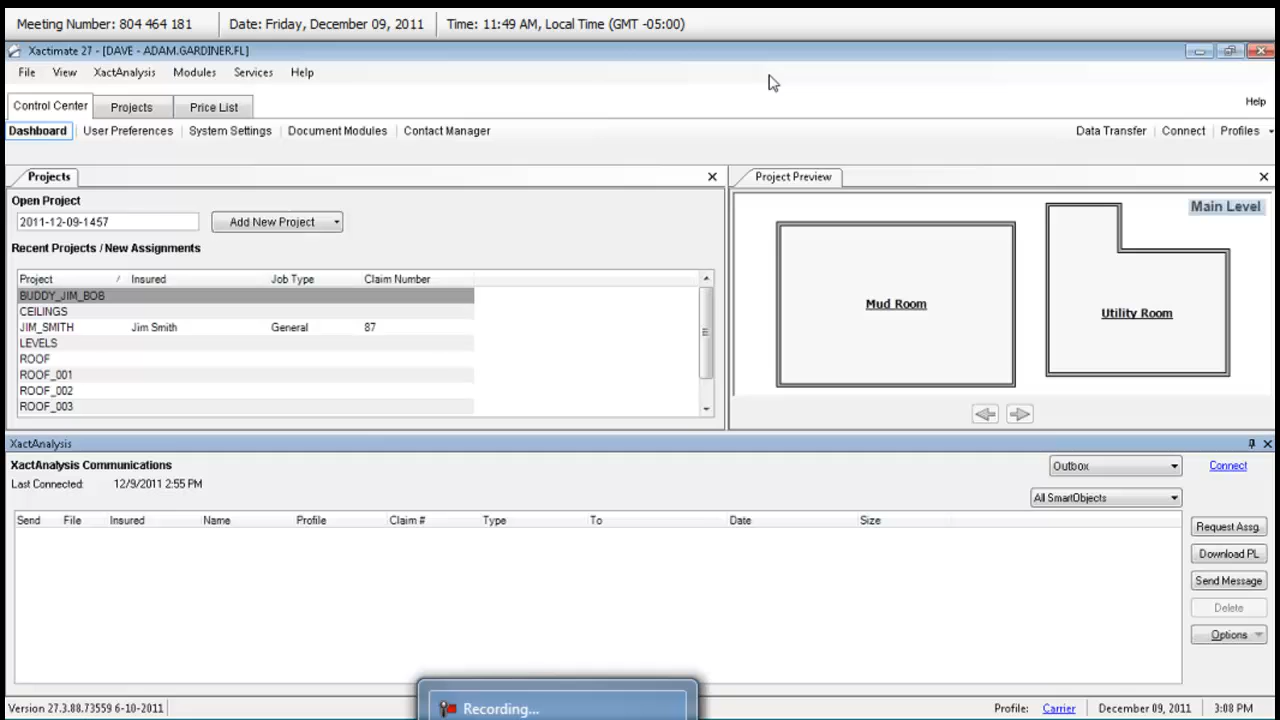 Meeting Number: 804 464 181 Date: Friday, December 09, 2011 Time: 11:49 AM, Local Time (GMT -05:00)
Xactimate 27 - [DAVE - ADAM.GARDINER.FL]
File View XactAnalysis Modules Services Help
Control Center Projects Price List Help
Dashboard User Preferences System Settings Document Modules Contact Manager Data Transfer Connect Profiles
Projects Project Preview
Open Project
2011-12-09-1457 Add New Project
Main Level
Recent Projects / New Assignments
Project Insured Job Type Claim Number
BUDDY_JIM_BOB
CEILINGS
JIM_SMITH Jim Smith General 87
LEVELS
ROOF
ROOF_001
ROOF_002
ROOF_003
Mud Room Utility Room
XactAnalysis
XactAnalysis Communications Outbox Connect
Last Connected: 12/9/2011 2:55 PM
All SmartObjects
Send File Insured Name Profile Claim # Type To Date Size
Request Assg.
Download PL
Send Message
Delete
Options
Recording...
Version 27.3.88.73559 6-10-2011 Profile: Carrier December 09, 2011 3:08 PM